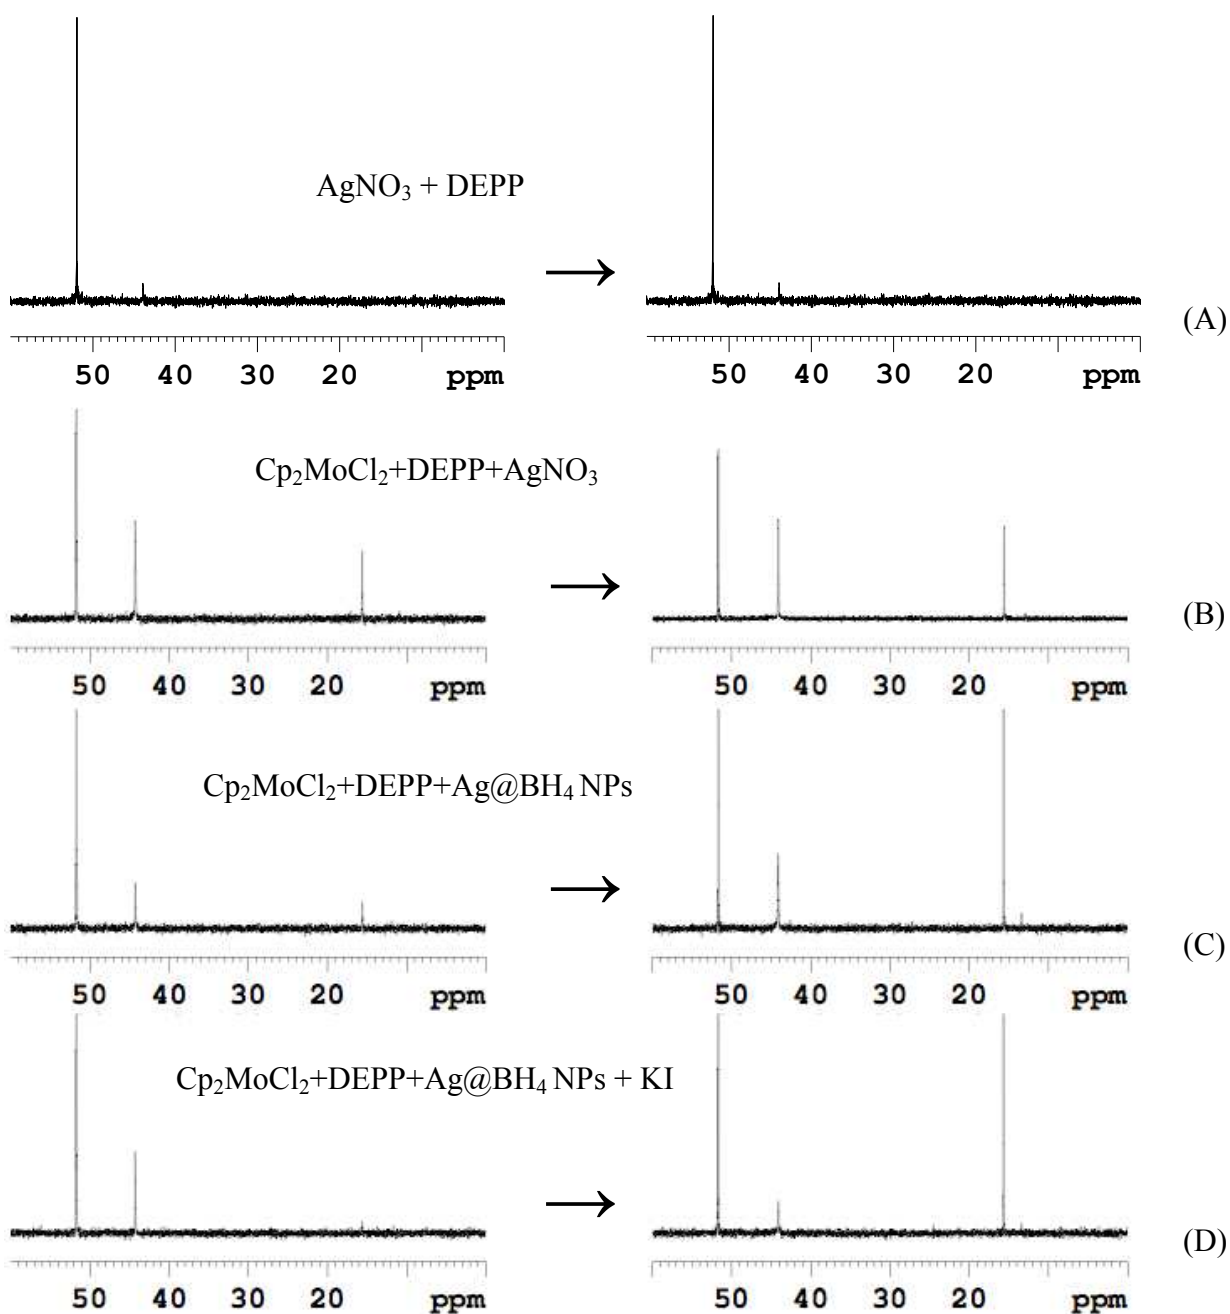 AgNO₃ + DEPP
50 40 30 20 ppm 50 40 30 20 ppm
(A)
Cp₂MoCl₂+DEPP+AgNO₃
50 40 30 20 ppm 50 40 30 20 ppm
(B)
Cp₂MoCl₂+DEPP+Ag@BH₄ NPs
50 40 30 20 ppm 50 40 30 20 ppm
(C)
Cp₂MoCl₂+DEPP+Ag@BH₄ NPs + KI
50 40 30 20 ppm 50 40 30 20 ppm
(D)